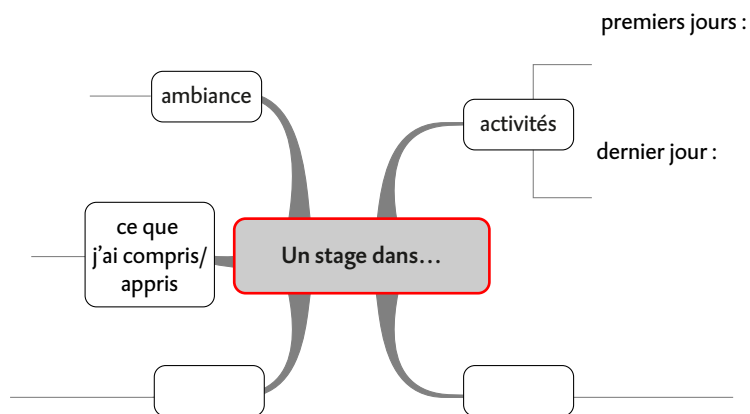 premiers jours :
ambiance
activités
dernier jour :
ce que
j'ai compris/
appris
Un stage dans…